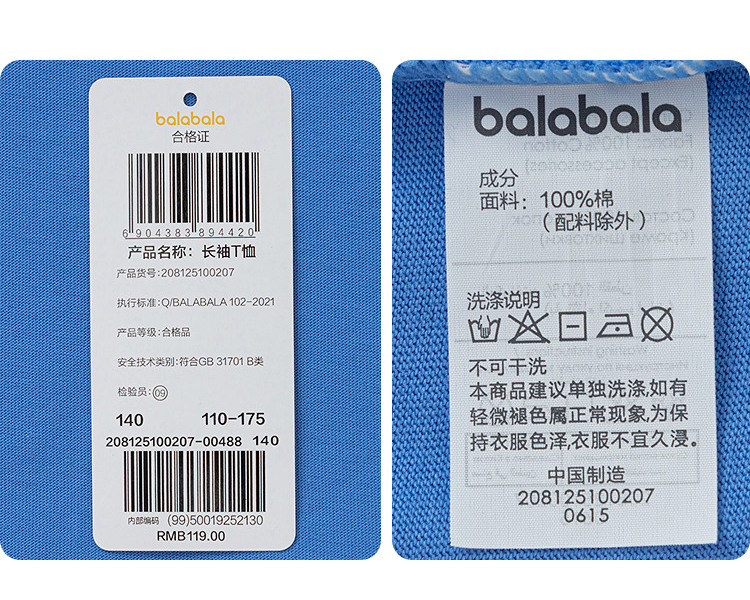 balabala
合格证
6 904383 894420
产品名称：长袖T恤
产品货号：208125100207
执行标准：Q/BALABALA 102-2021
产品等级：合格品
安全技术类别：符合GB 31701 B类
检验员：09
140 110-175
208125100207-00488 140
内部编码 (99)50019252130
RMB119.00
balabala
成分
面料：100%棉
（配料除外）
洗涤说明
不可干洗
本商品建议单独洗涤,如有
轻微褪色属正常现象,为保
持衣服色泽,衣服不宜久浸。
中国制造
208125100207
0615